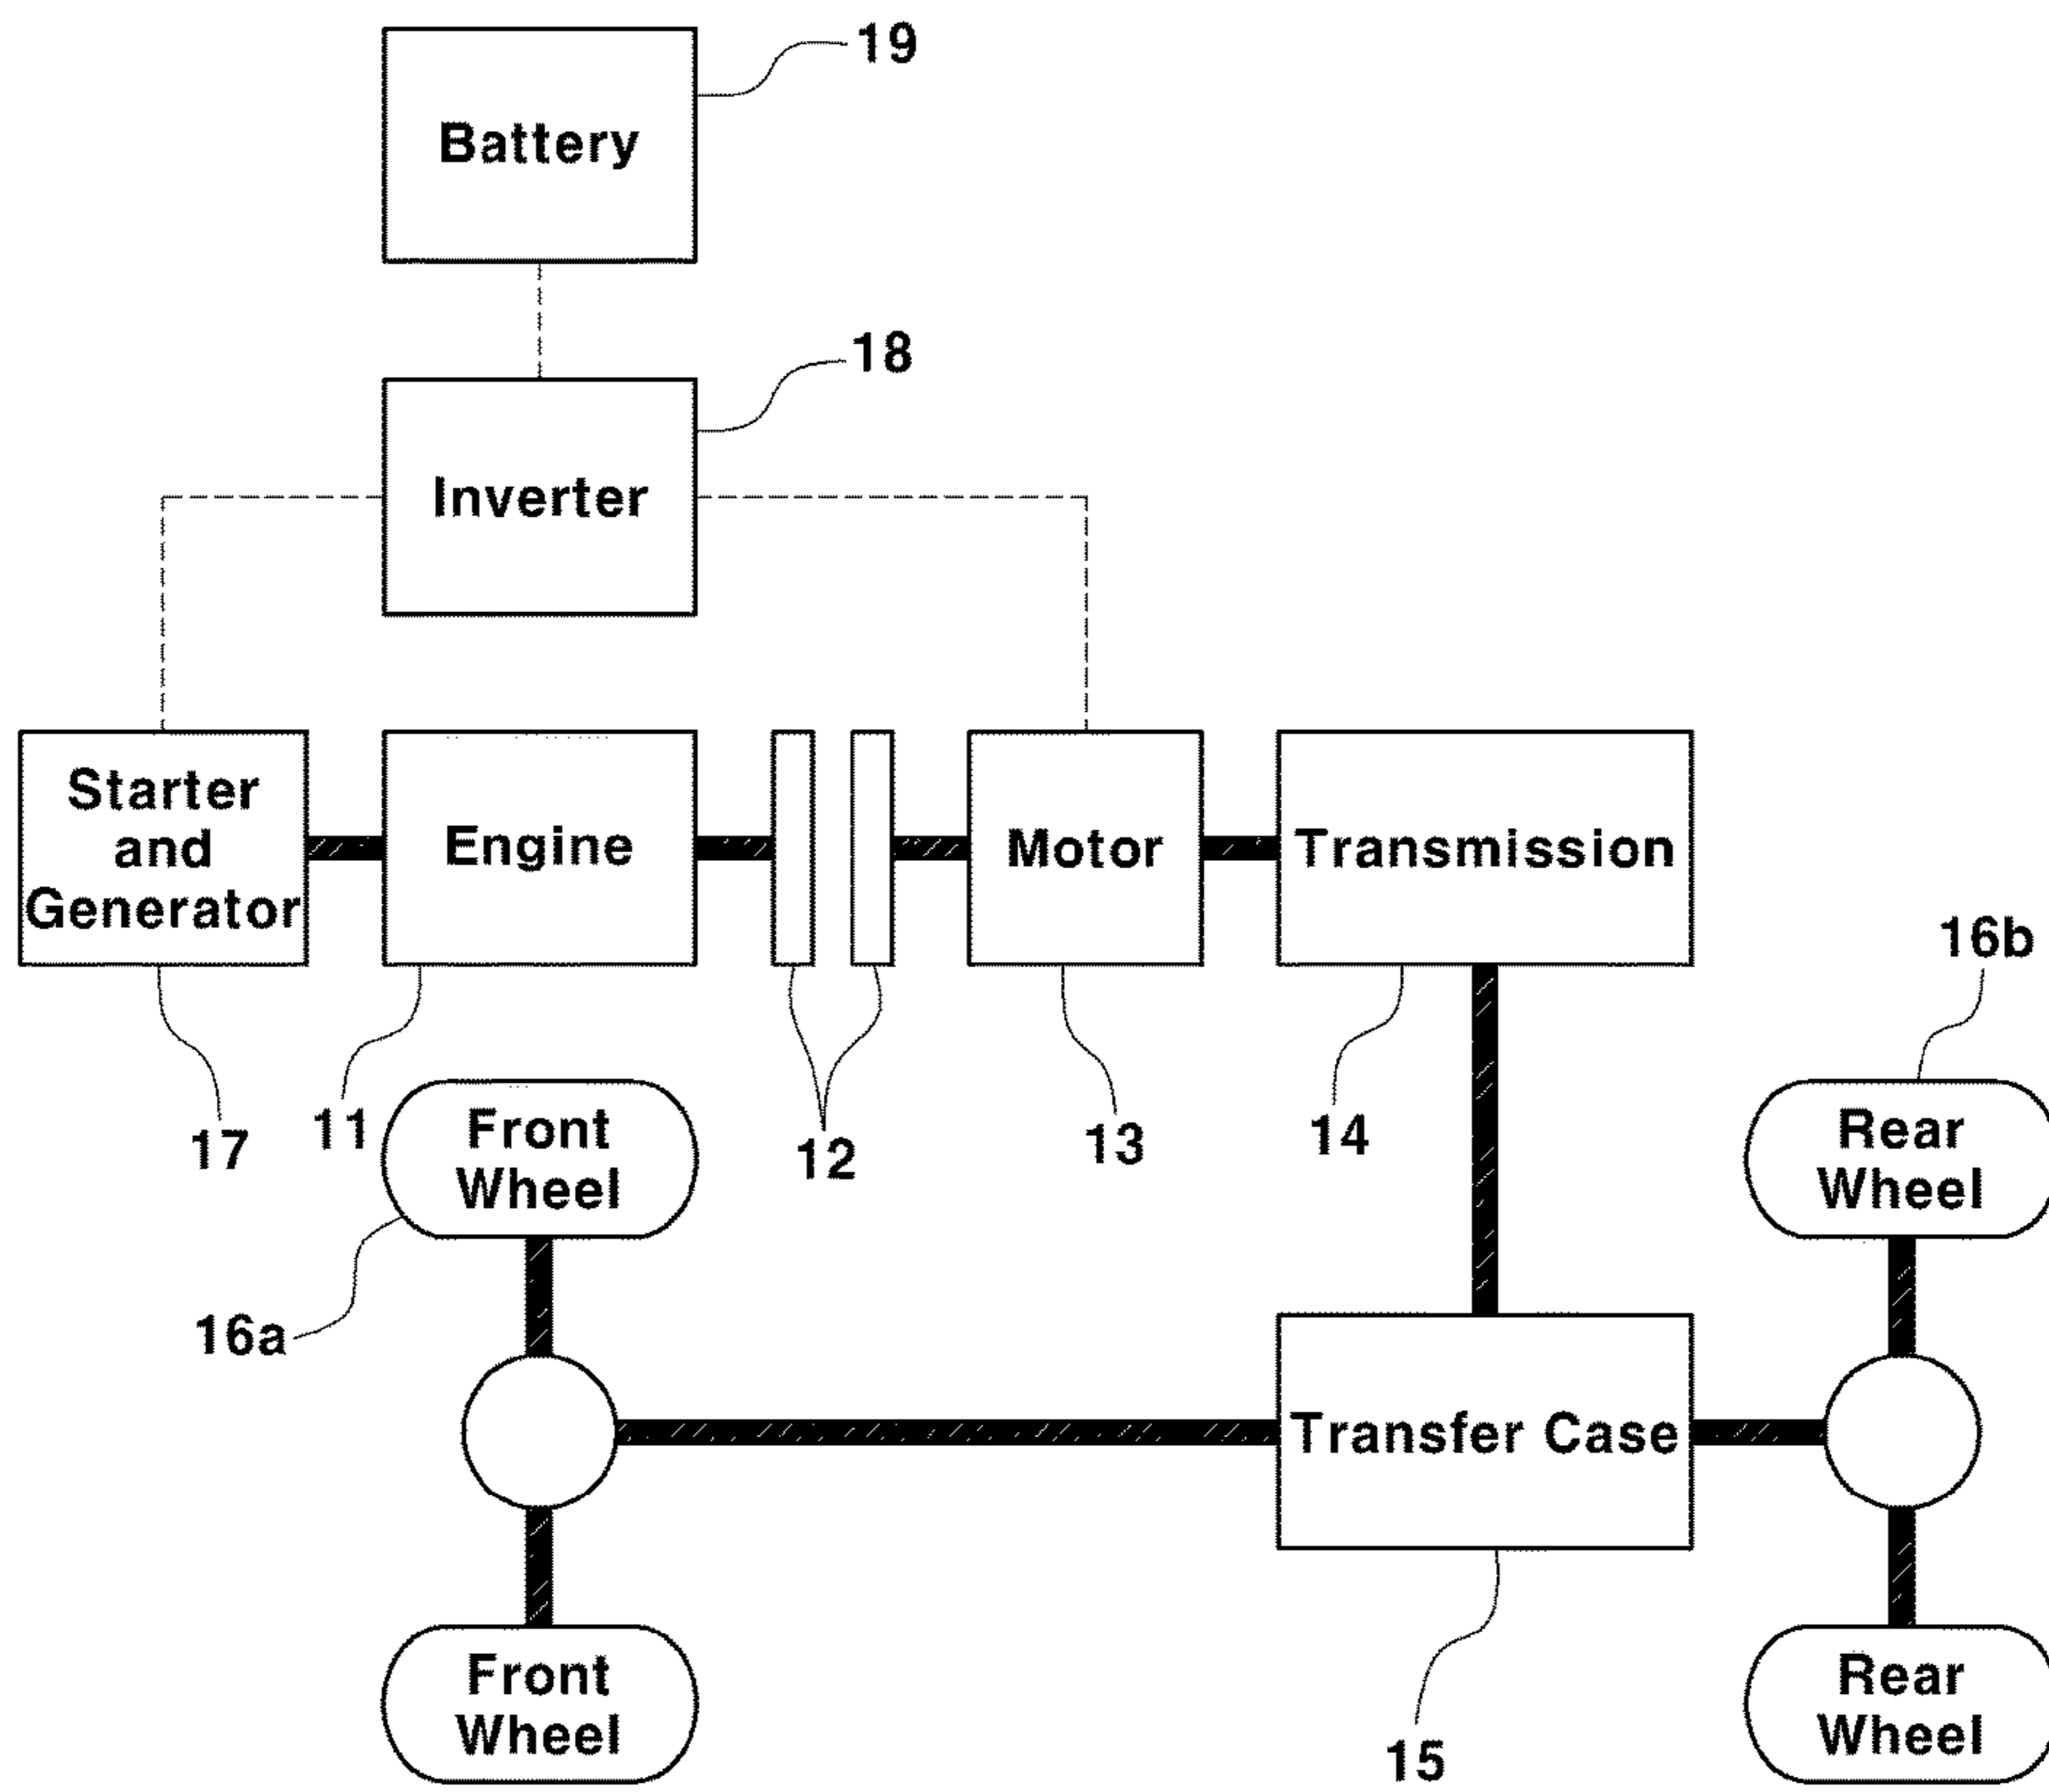 19
Battery
18
Inverter
Starter
and
Generator
Engine
Motor
Transmission
16b
17
11
12
13
14
Front
Wheel
Rear
Wheel
16a
Transfer Case
Front
Wheel
Rear
Wheel
15